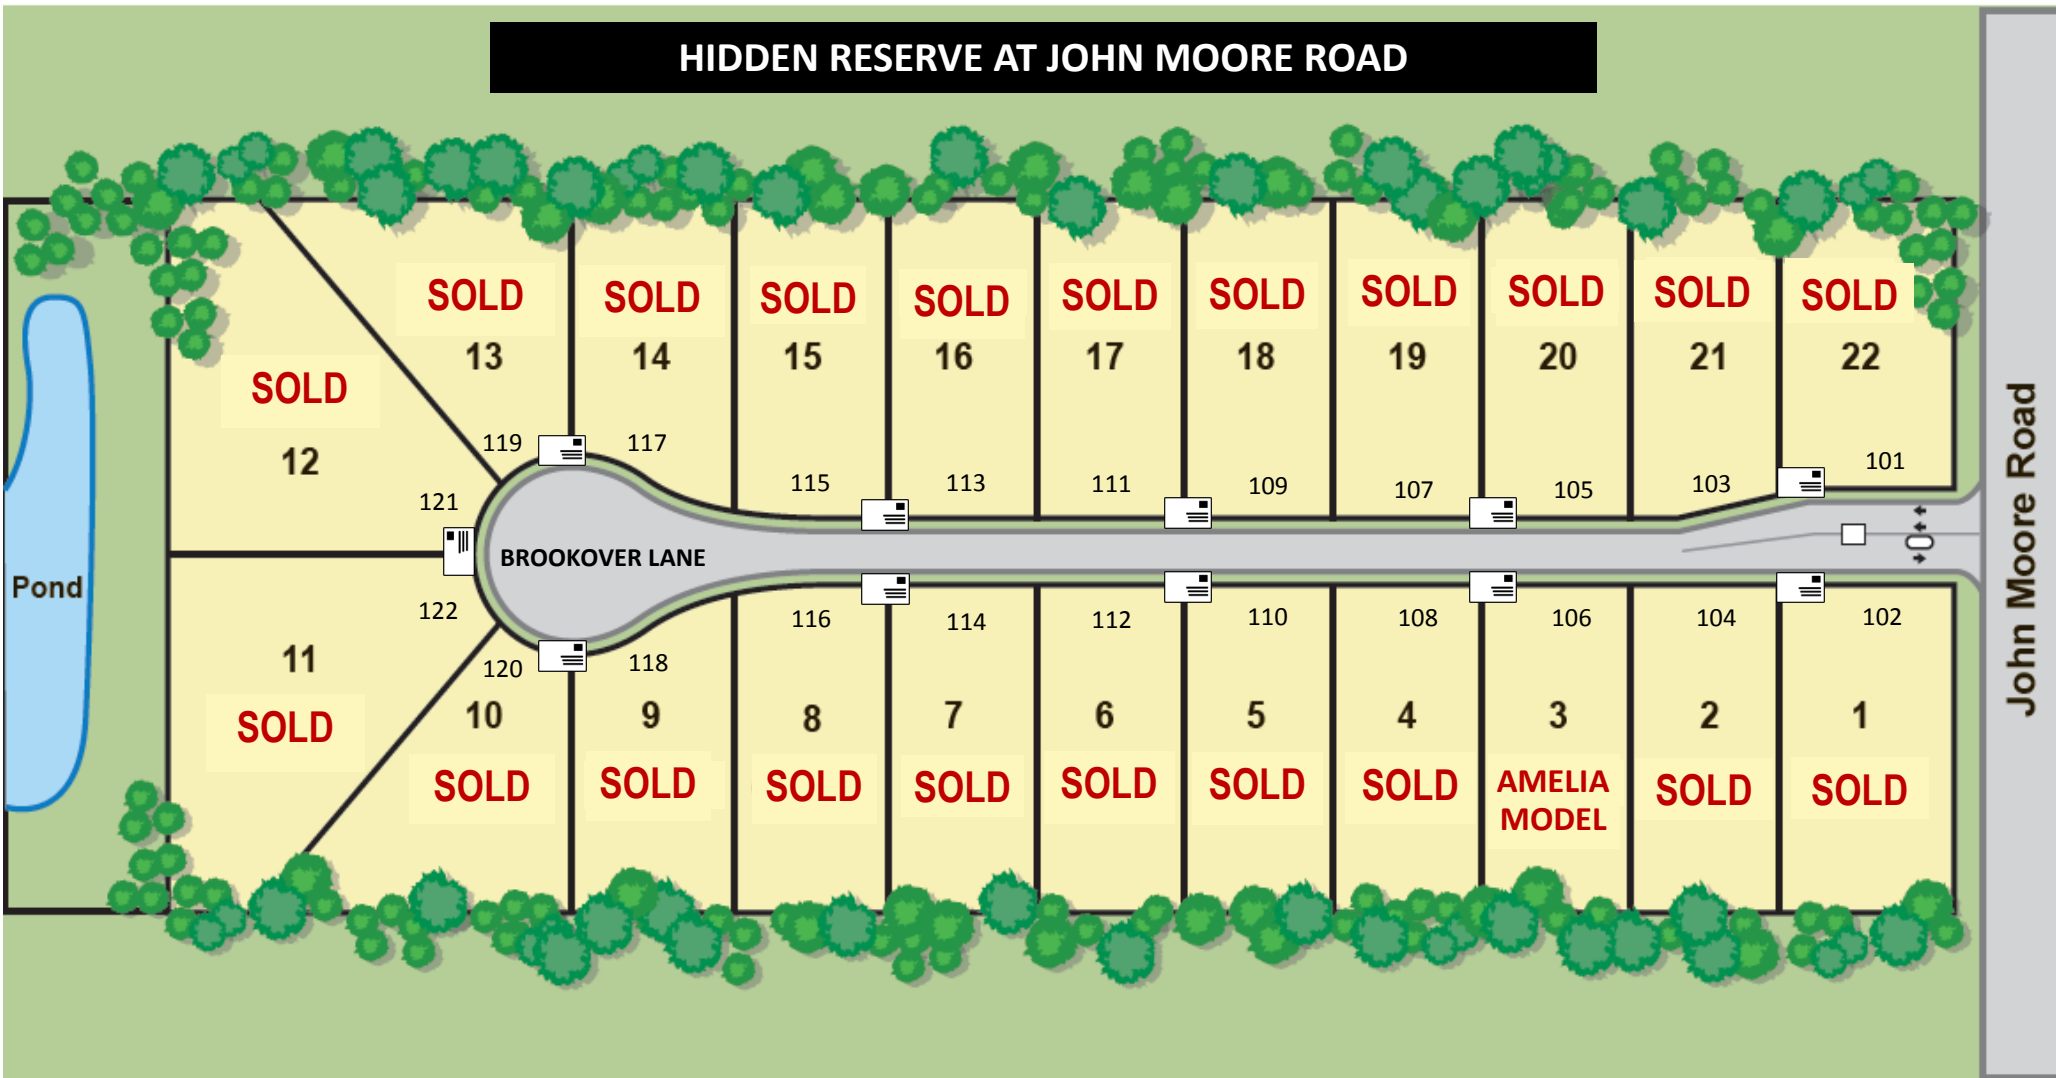 HIDDEN RESERVE AT JOHN MOORE ROAD
SOLD
13
SOLD
14
SOLD
15
SOLD
16
SOLD
17
SOLD
18
SOLD
19
SOLD
20
SOLD
21
SOLD
22
SOLD
12
119
117
115
113
111
109
107
105
103
101
121
BROOKOVER LANE
Pond
John Moore Road
122
120
118
116
114
112
110
108
106
104
102
11
SOLD
10
SOLD
9
SOLD
8
SOLD
7
SOLD
6
SOLD
5
SOLD
4
SOLD
3
AMELIA
MODEL
2
SOLD
1
SOLD